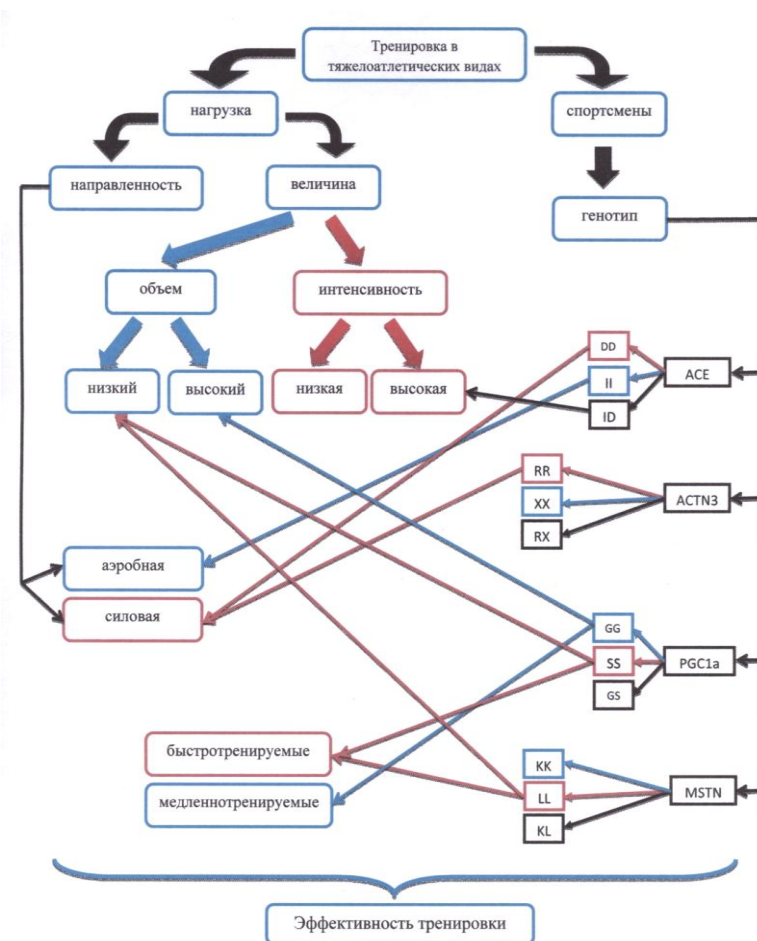 Тренировка в
тяжелоатлетических видах
нагрузка
спортсмены
направленность
величина
генотип
объем
интенсивность
низкий
высокий
низкая
высокая
DD
II
ID
ACE
RR
XX
RX
ACTN3
аэробная
силовая
GG
SS
GS
PGC1a
быстротренируемые
медленнотренируемые
KK
LL
KL
MSTN
Эффективность тренировки